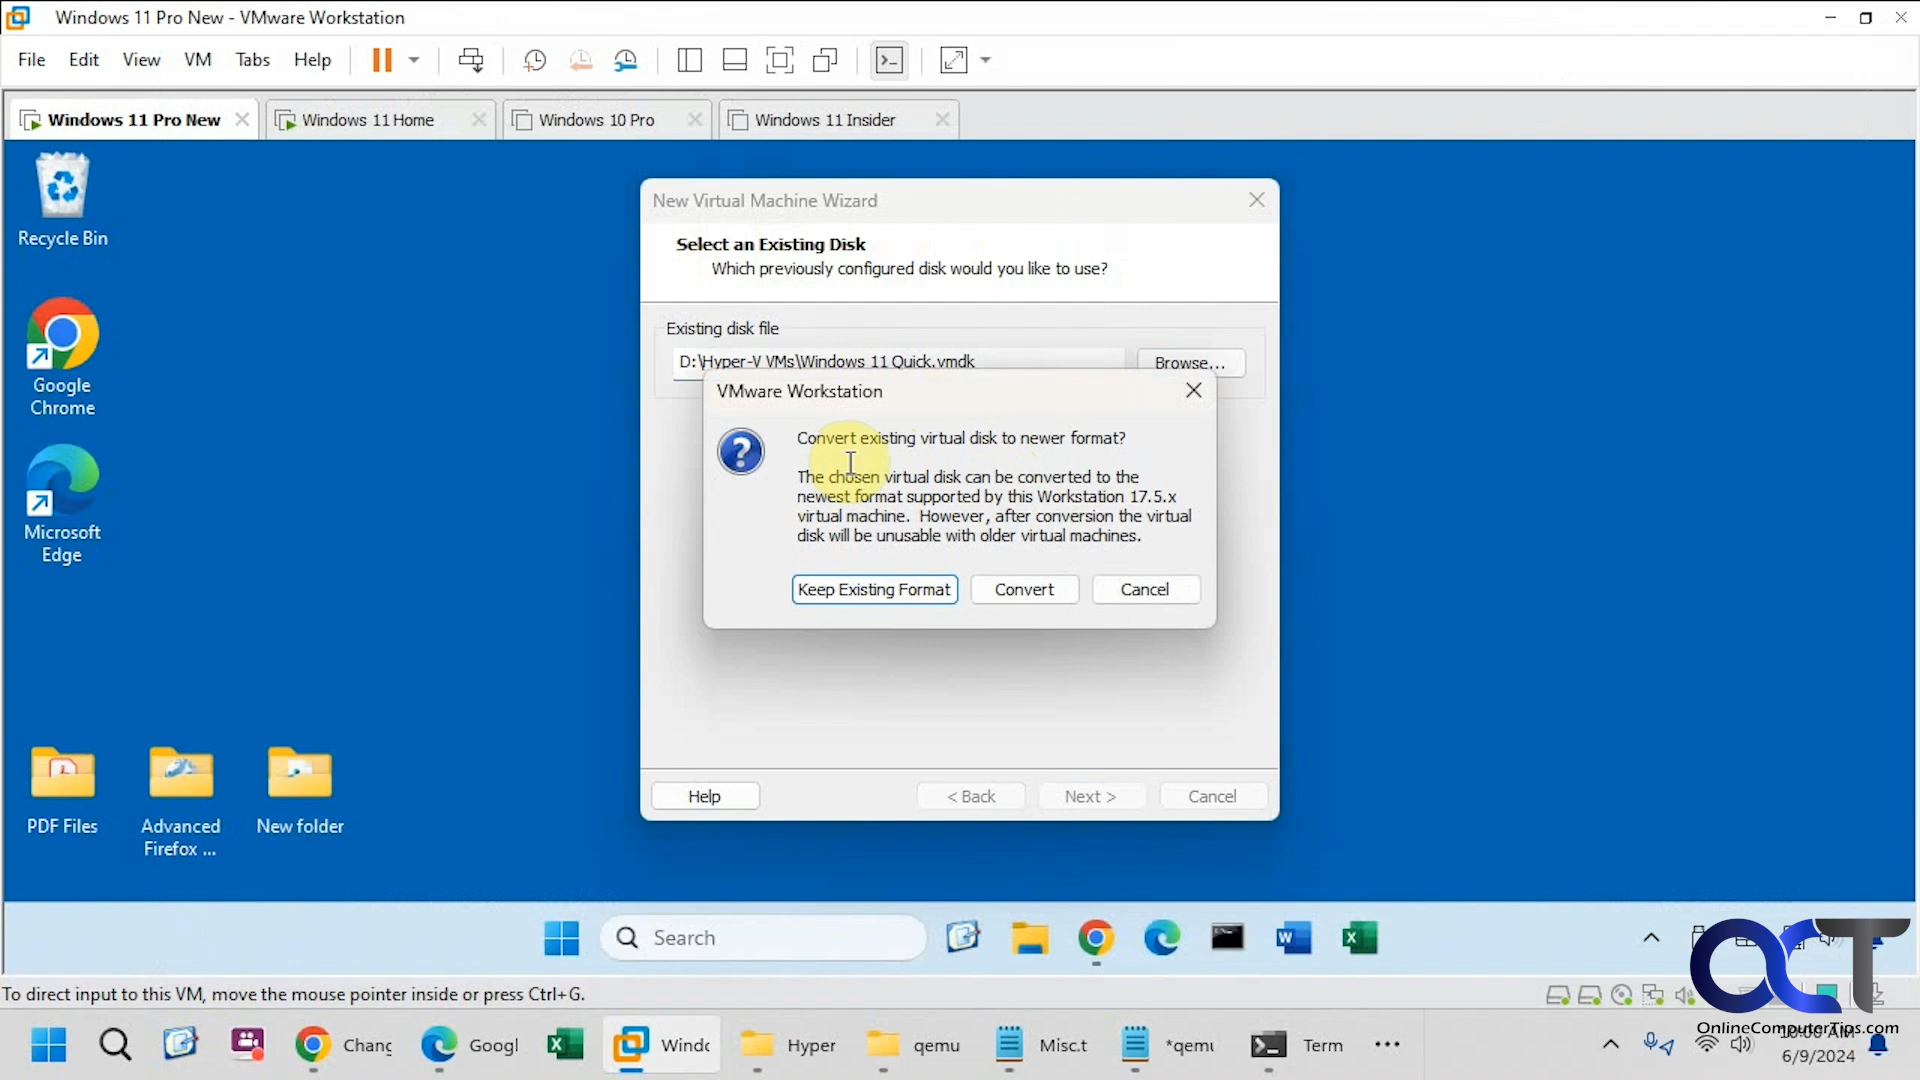 Windows 11 Pro New - VMware Workstation
File Edit View VM Tabs Help
Windows 11 Pro New Windows 11 Home Windows 10 Pro Windows 11 Insider
Recycle Bin
Google
Chrome
Microsoft
Edge
PDF Files
Advanced
Firefox ...
New folder
New Virtual Machine Wizard
Select an Existing Disk
Which previously configured disk would you like to use?
Existing disk file
D:\Hyper-V VMs\Windows 11 Quick.vmdk Browse...
VMware Workstation
Convert existing virtual disk to newer format?
The chosen virtual disk can be converted to the
newest format supported by this Workstation 17.5.x
virtual machine. However, after conversion the virtual
disk will be unusable with older virtual machines.
Keep Existing Format Convert Cancel
Help < Back Next > Cancel
Search
To direct input to this VM, move the mouse pointer inside or press Ctrl+G.
OCT
OnlineComputerTips.com
Chang Googl Windo Hyper qemu Misc.t *qemu Term
10:00 AM
6/9/2024